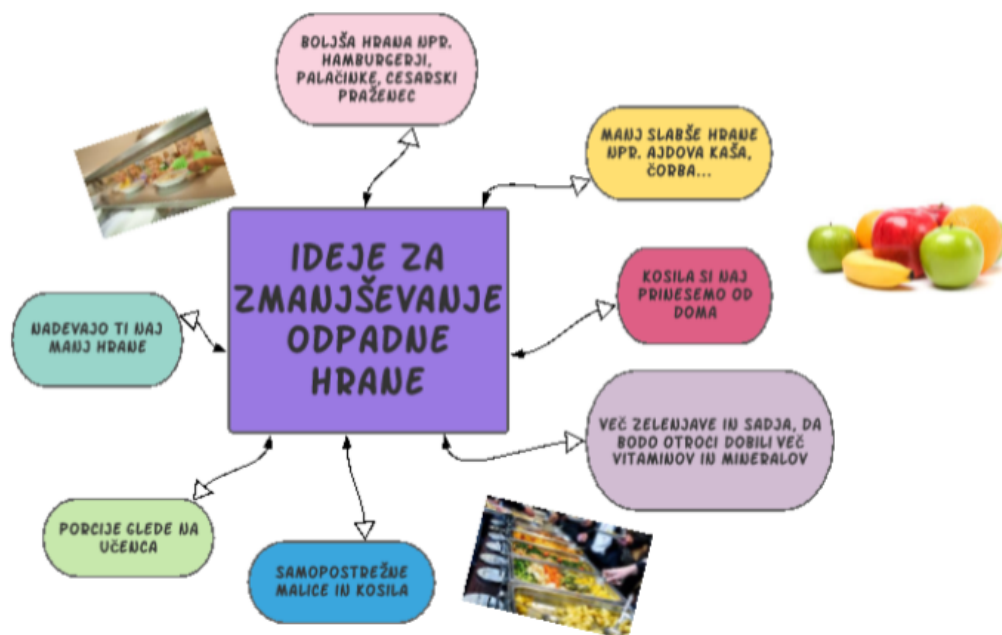 BOLJŠA HRANA NPR.
HAMBURGERJI,
PALAČINKE, CESARSKI
PRAŽENEC
MANJ SLABŠE HRANE
NPR. AJDOVA KAŠA,
ČORBA...
IDEJE ZA
ZMANJŠEVANJE
ODPADNE
HRANE
KOSILA SI NAJ
PRINESEMO OD
DOMA
NADEVAJO TI NAJ
MANJ HRANE
VEČ ZELENJAVE IN SADJA, DA
BODO OTROCI DOBILI VEČ
VITAMINOV IN MINERALOV
PORCIJE GLEDE NA
UČENCA
SAMOPOSTREŽNE
MALICE IN KOSILA